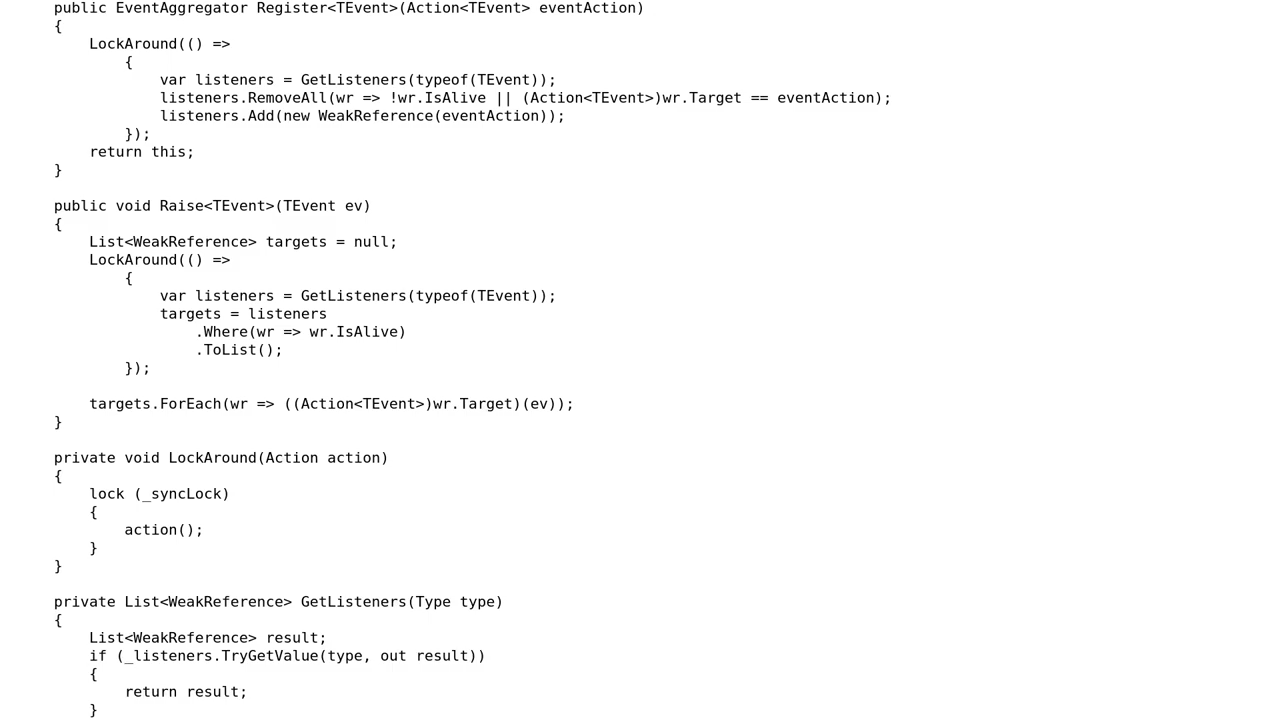 public EventAggregator Register<TEvent>(Action<TEvent> eventAction)
{
    LockAround(() =>
        {
            var listeners = GetListeners(typeof(TEvent));
            listeners.RemoveAll(wr => !wr.IsAlive || (Action<TEvent>)wr.Target == eventAction);
            listeners.Add(new WeakReference(eventAction));
        });
    return this;
}

public void Raise<TEvent>(TEvent ev)
{
    List<WeakReference> targets = null;
    LockAround(() =>
        {
            var listeners = GetListeners(typeof(TEvent));
            targets = listeners
                .Where(wr => wr.IsAlive)
                .ToList();
        });

    targets.ForEach(wr => ((Action<TEvent>)wr.Target)(ev));
}

private void LockAround(Action action)
{
    lock (_syncLock)
    {
        action();
    }
}

private List<WeakReference> GetListeners(Type type)
{
    List<WeakReference> result;
    if (_listeners.TryGetValue(type, out result))
    {
        return result;
    }